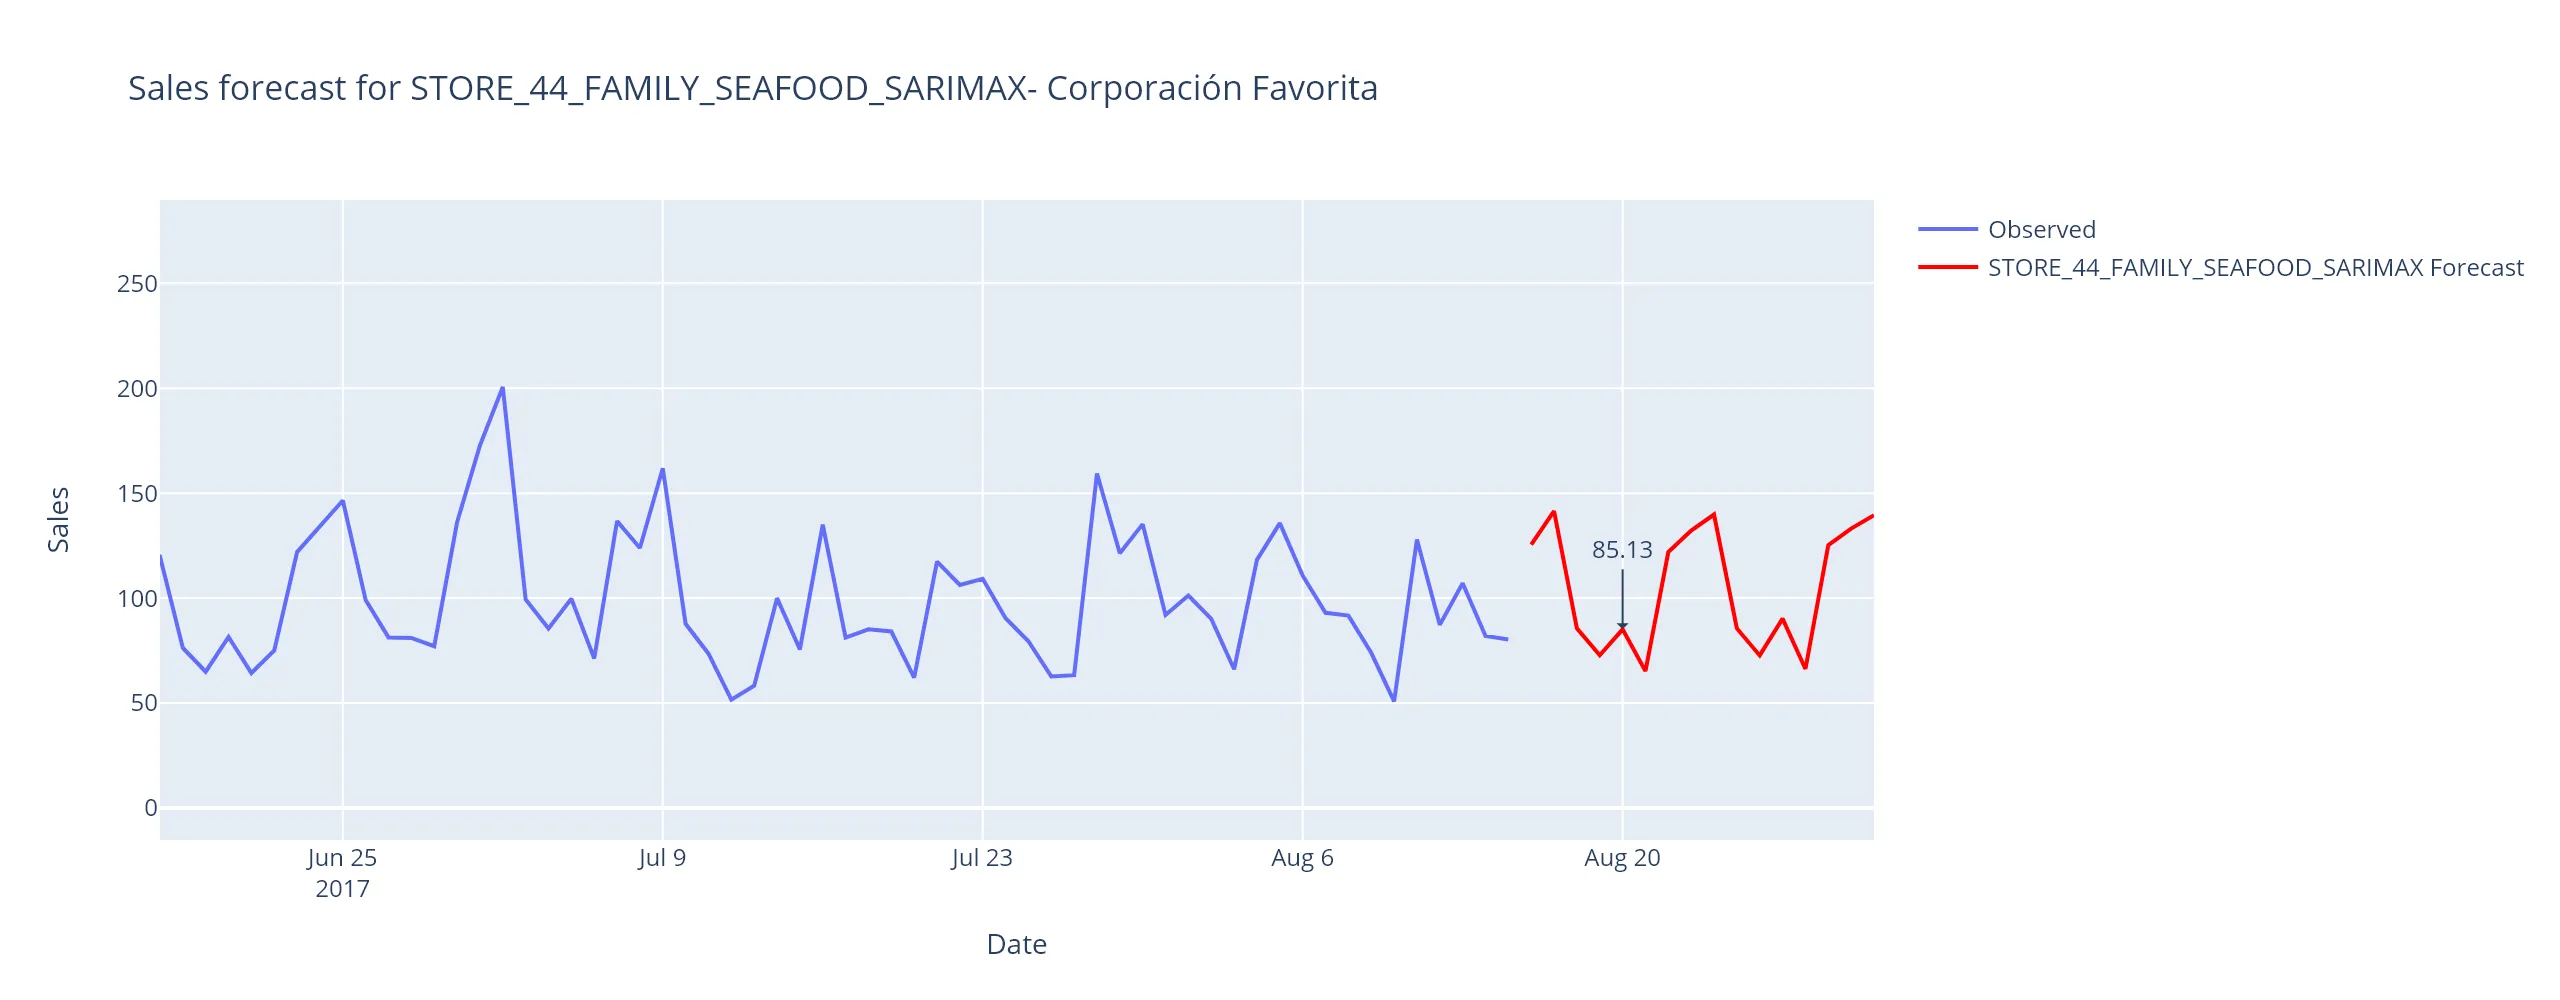 Sales forecast for STORE_44_FAMILY_SEAFOOD_SARIMAX- Corporación Favorita
Observed
STORE_44_FAMILY_SEAFOOD_SARIMAX Forecast
250
200
150
100
50
0
Sales
85.13
Jun 25
2017
Jul 9
Jul 23
Aug 6
Aug 20
Date